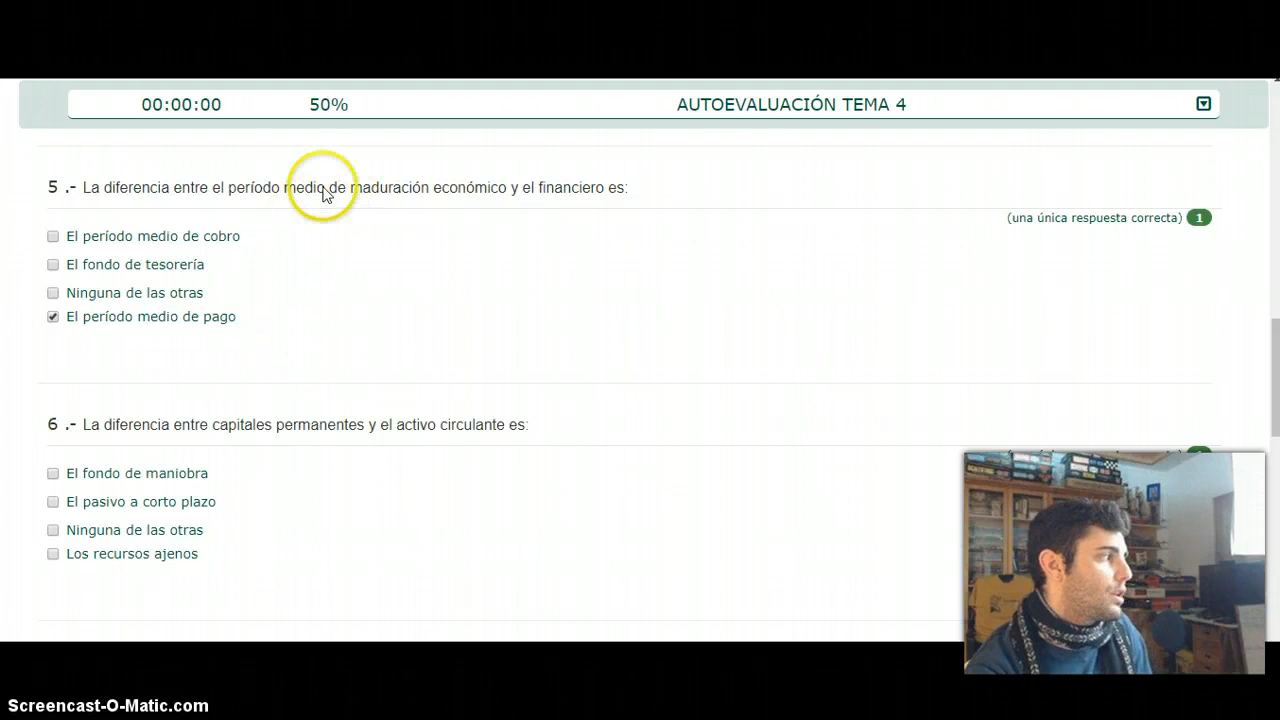 00:00:00 50% AUTOEVALUACIÓN TEMA 4
5 .- La diferencia entre el período medio de maduración económico y el financiero es:
(una única respuesta correcta) 1
El período medio de cobro
El fondo de tesorería
Ninguna de las otras
El período medio de pago
6 .- La diferencia entre capitales permanentes y el activo circulante es:
El fondo de maniobra
El pasivo a corto plazo
Ninguna de las otras
Los recursos ajenos
Screencast-O-Matic.com